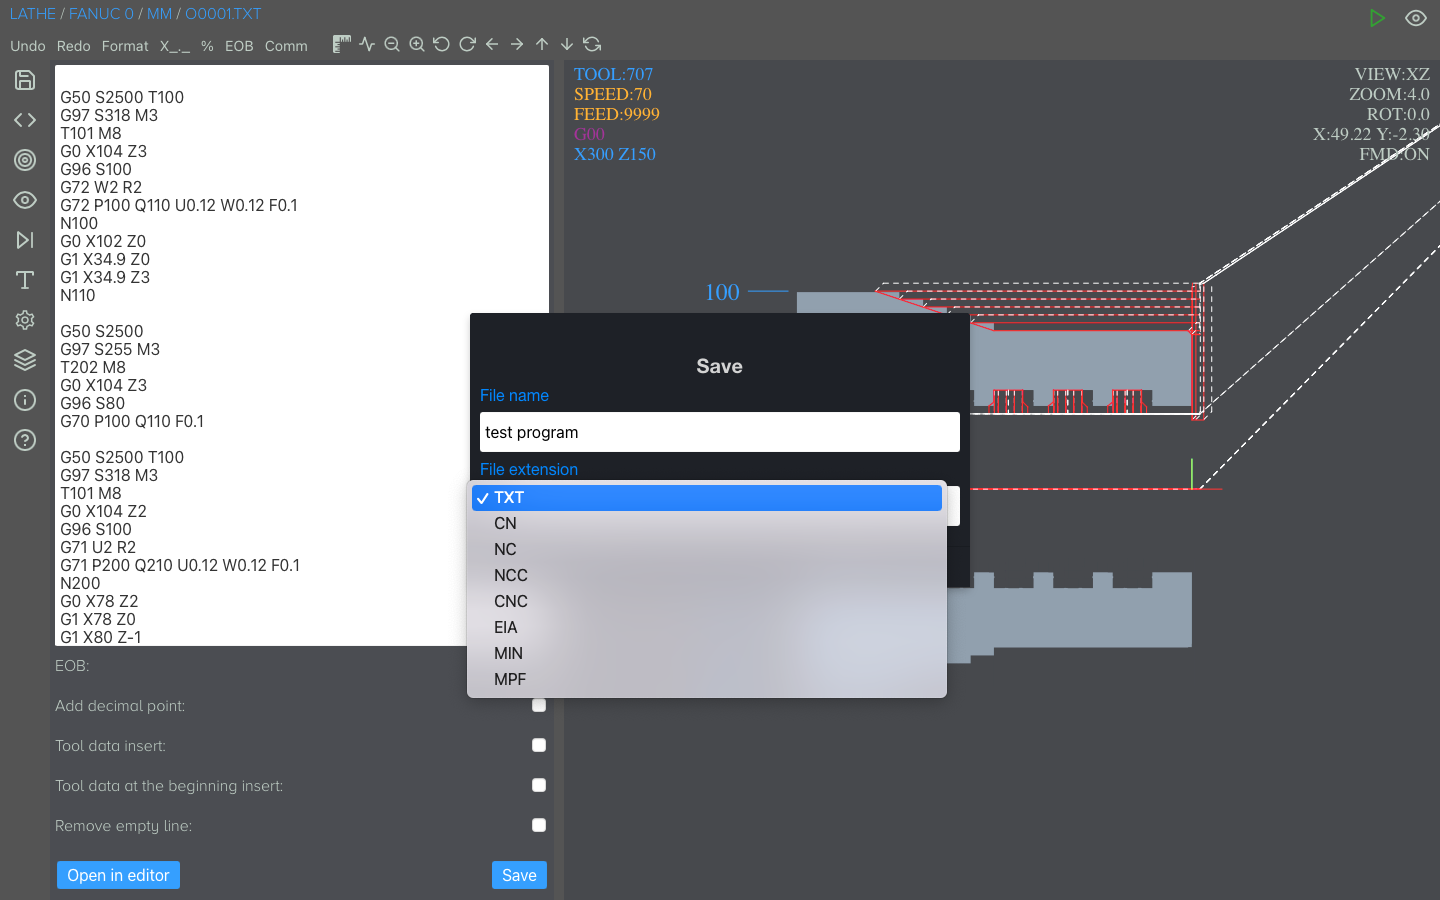 LATHE / FANUC 0 / MM / O0001.TXT
Undo Redo Format X_._ % EOB Comm
G50 S2500 T100
G97 S318 M3
T101 M8
G0 X104 Z3
G96 S100
G72 W2 R2
G72 P100 Q110 U0.12 W0.12 F0.1
N100
G0 X102 Z0
G1 X34.9 Z0
G1 X34.9 Z3
N110
G50 S2500
G97 S255 M3
T202 M8
G0 X104 Z3
G96 S80
G70 P100 Q110 F0.1
G50 S2500 T100
G97 S318 M3
T101 M8
G0 X104 Z2
G96 S100
G71 U2 R2
G71 P200 Q210 U0.12 W0.12 F0.1
N200
G0 X78 Z2
G1 X78 Z0
G1 X80 Z-1
EOB:
Add decimal point:
Tool data insert:
Tool data at the beginning insert:
Remove empty line:
Open in editor
Save
TOOL:707
SPEED:70
FEED:9999
G00
X300 Z150
VIEW:XZ
ZOOM:4.0
ROT:0.0
X:49.22 Y:-2.30
FMD:ON
100
Save
File name
test program
File extension
TXT
CN
NC
NCC
CNC
EIA
MIN
MPF